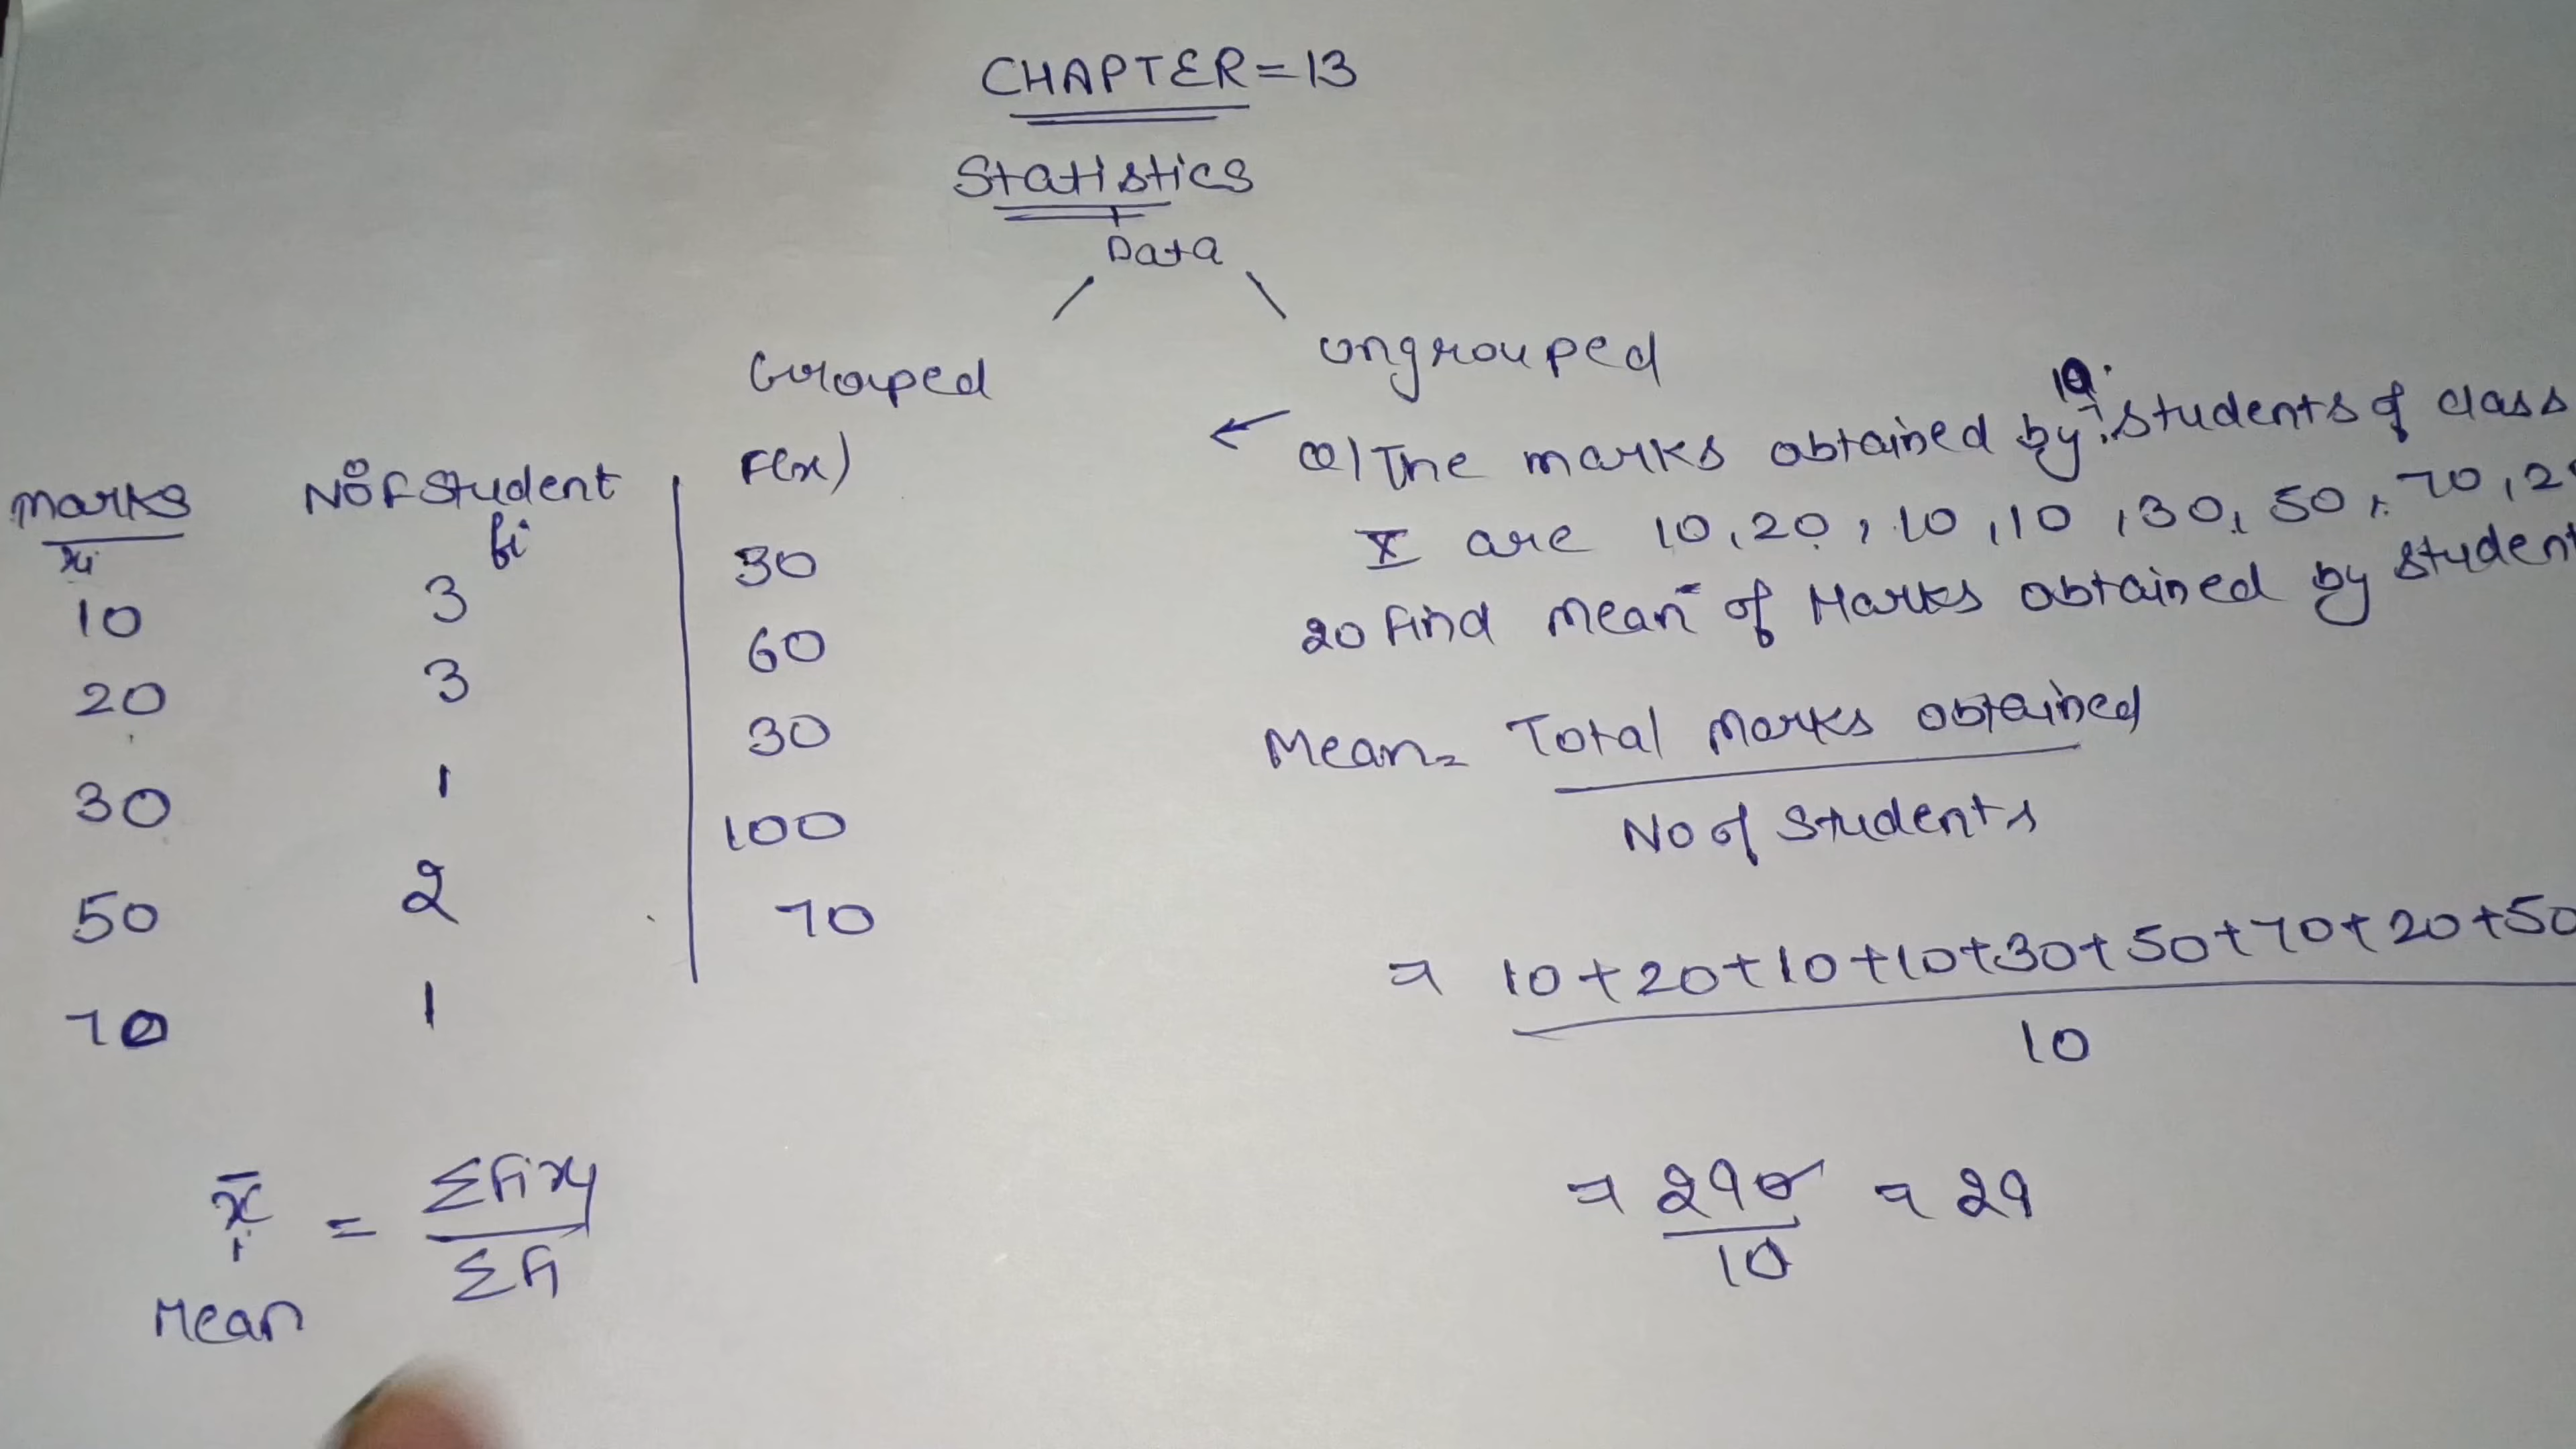 CHAPTER = 13
Statistics
Data
Grouped
ungrouped
marks No of Student F(x)
xi fi
10 3 30
20 3 60
30 1 30
50 2 100
70 1 70
x̄ = Σfixi
Σfi
Mean
Q) The marks obtained by 10 students of class
X are 10, 20, 10, 10, 30, 50, 70, 2
20 Find mean of Marks obtained by student
Mean = Total Marks obtained
No of Students
= 10+20+10+10+30+50+70+20+50
10
= 290 = 29
10